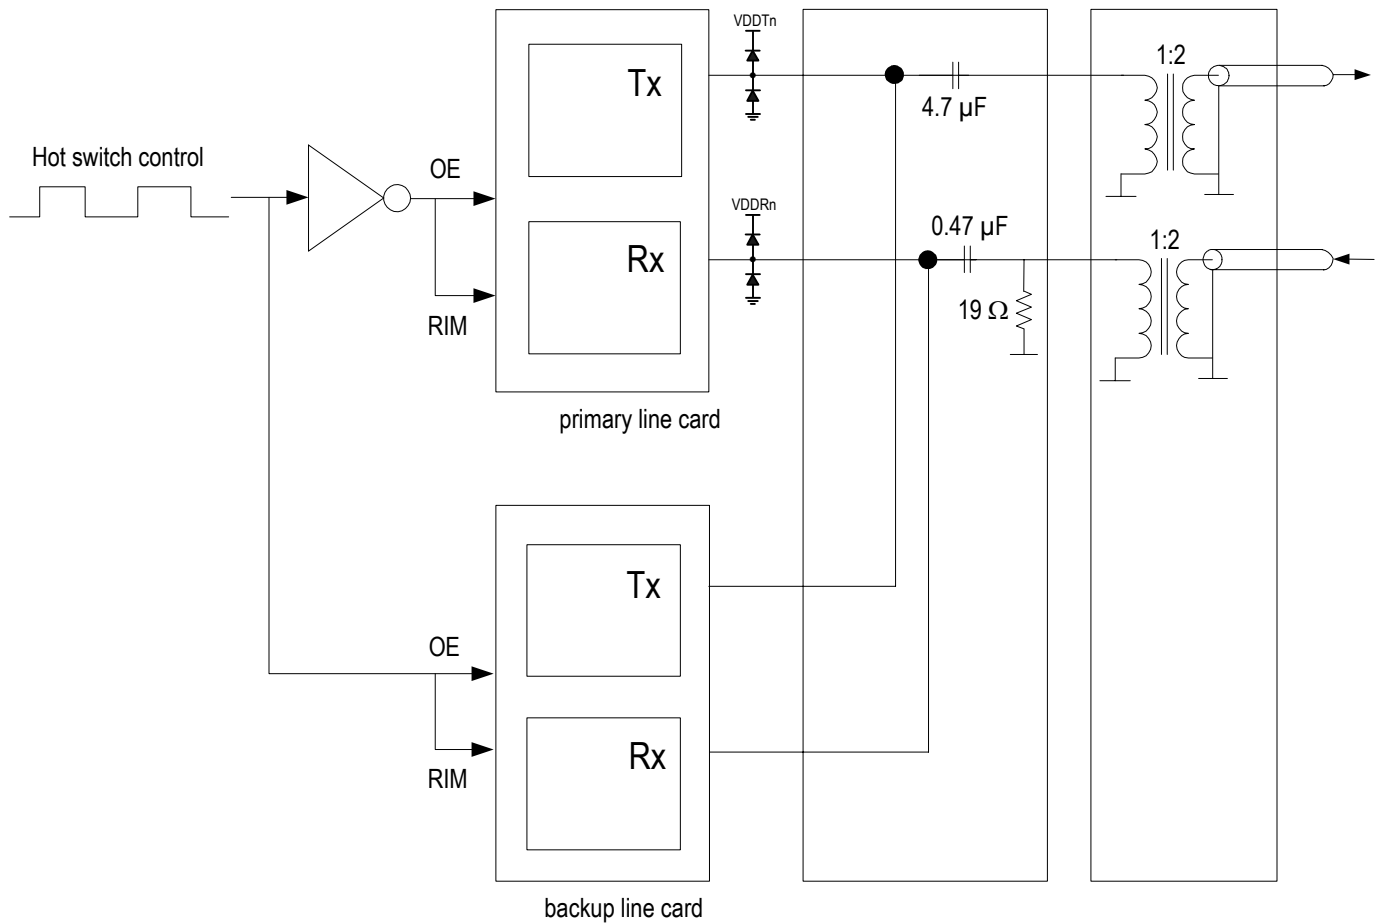 VDDTn
1:2
Tx
4.7 µF
Hot switch control
OE
VDDRn
0.47 µF
1:2
Rx
19 Ω
RIM
primary line card
Tx
OE
Rx
RIM
backup line card